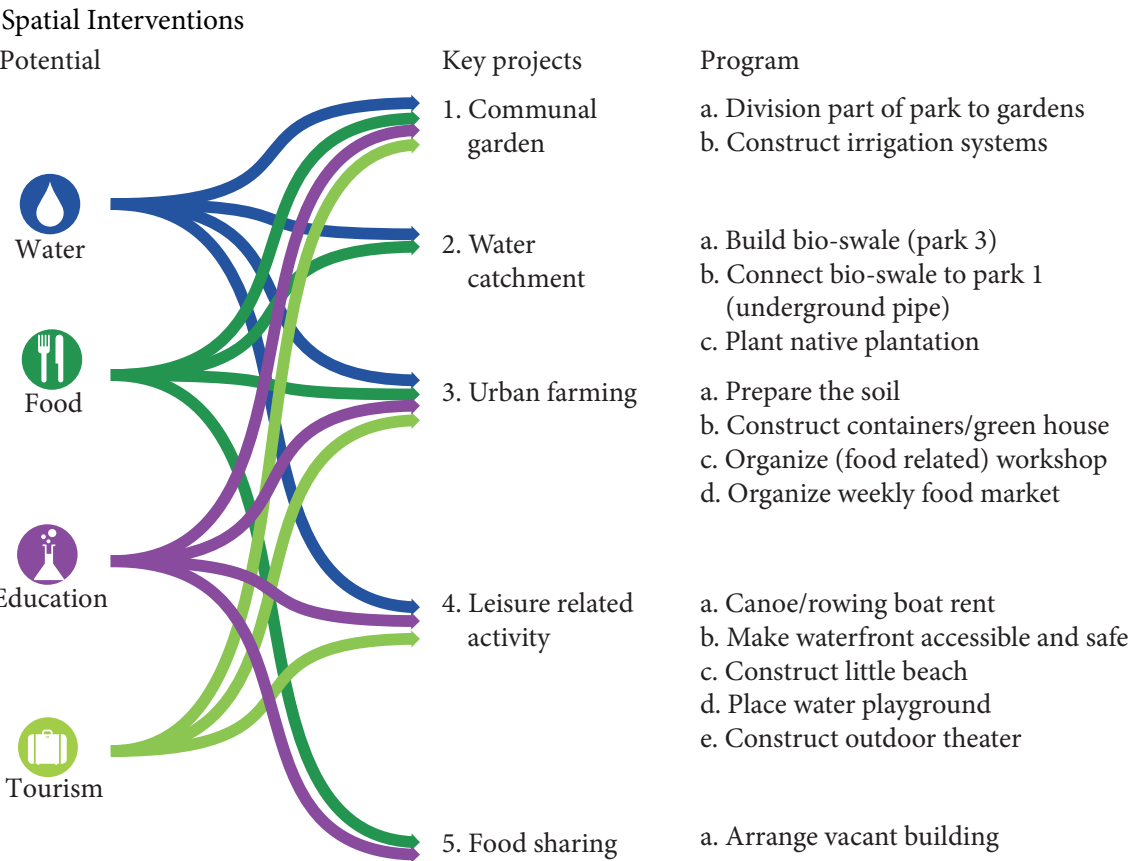 Spatial Interventions
Potential
Key projects
Program
Water
Food
Education
Tourism
1. Communal
garden
2. Water
catchment
3. Urban farming
4. Leisure related
activity
5. Food sharing
a. Division part of park to gardens
b. Construct irrigation systems
a. Build bio-swale (park 3)
b. Connect bio-swale to park 1
(underground pipe)
c. Plant native plantation
a. Prepare the soil
b. Construct containers/green house
c. Organize (food related) workshop
d. Organize weekly food market
a. Canoe/rowing boat rent
b. Make waterfront accessible and safe
c. Construct little beach
d. Place water playground
e. Construct outdoor theater
a. Arrange vacant building